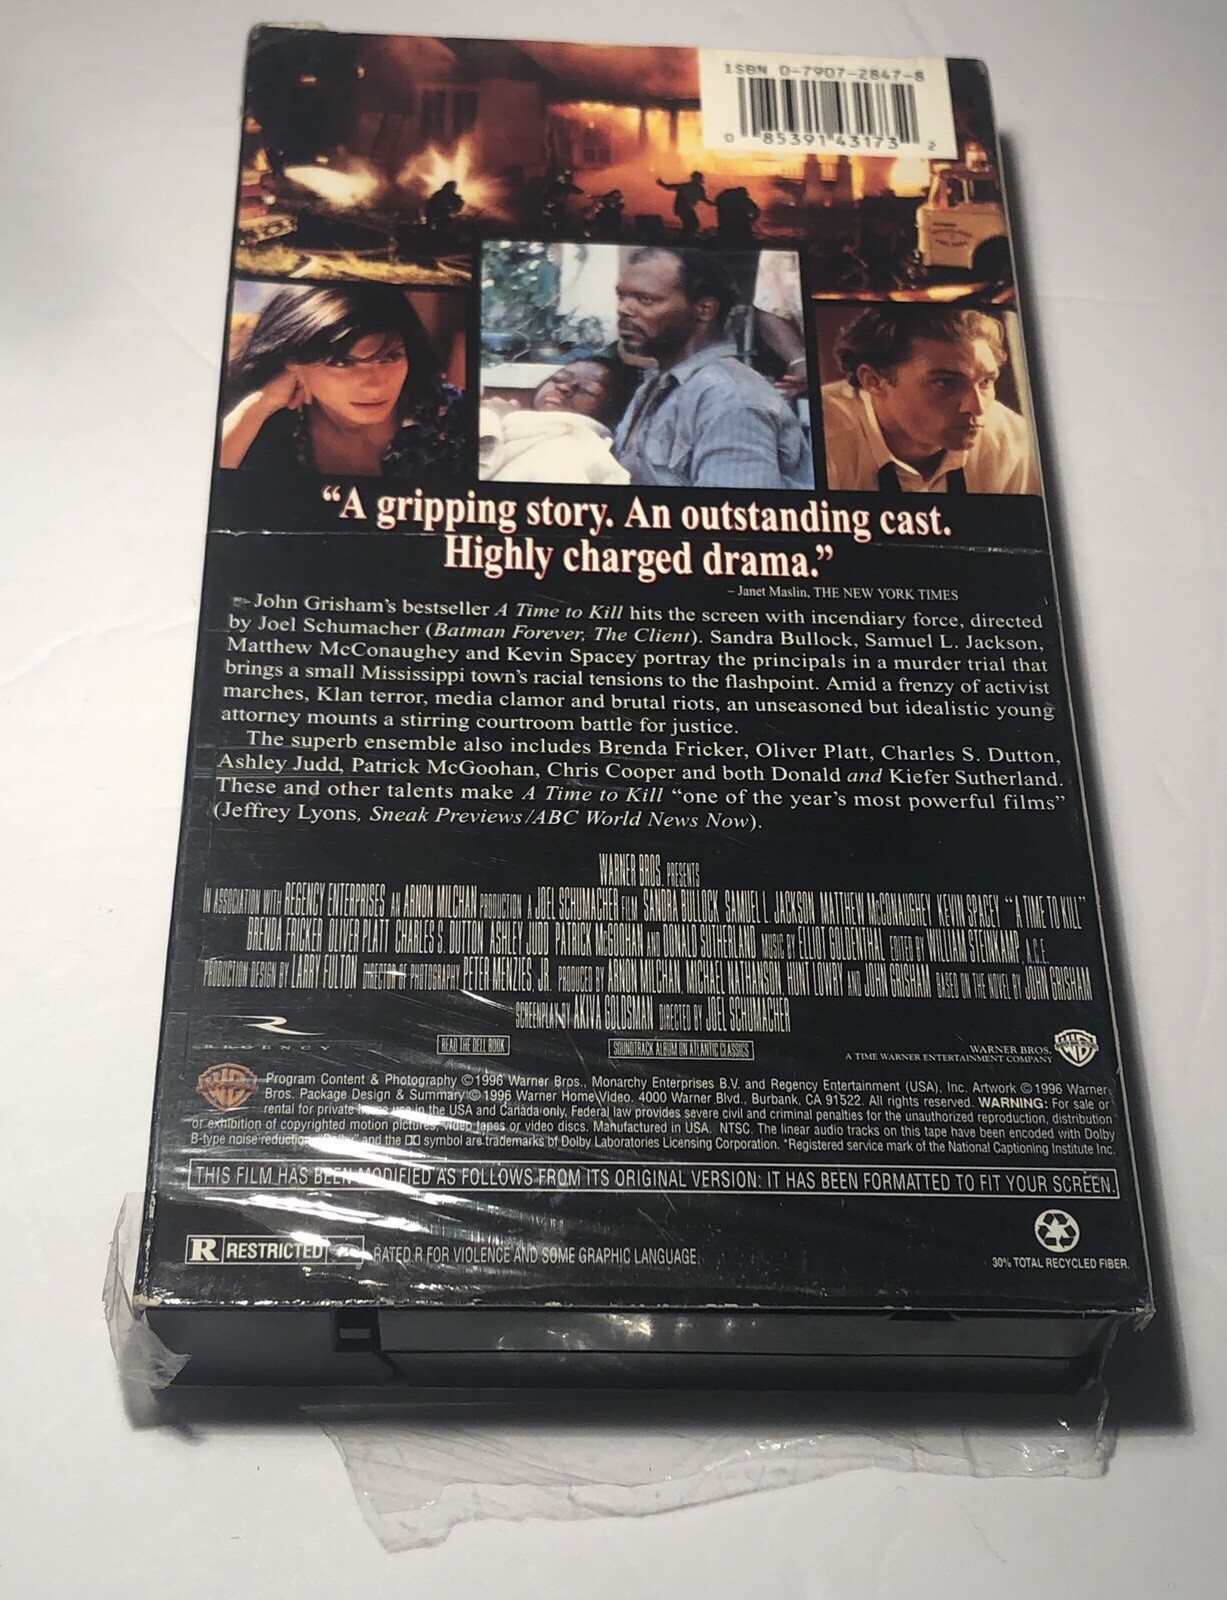 ISBN 0-7907-2847-8
0 85391 43173 2
“A gripping story. An outstanding cast.
Highly charged drama.”
– Janet Maslin, THE NEW YORK TIMES
John Grisham's bestseller A Time to Kill hits the screen with incendiary force, directed
by Joel Schumacher (Batman Forever, The Client). Sandra Bullock, Samuel L. Jackson,
Matthew McConaughey and Kevin Spacey portray the principals in a murder trial that
brings a small Mississippi town's racial tensions to the flashpoint. Amid a frenzy of activist
marches, Klan terror, media clamor and brutal riots, an unseasoned but idealistic young
attorney mounts a stirring courtroom battle for justice.
The superb ensemble also includes Brenda Fricker, Oliver Platt, Charles S. Dutton,
Ashley Judd, Patrick McGoohan, Chris Cooper and both Donald and Kiefer Sutherland.
These and other talents make A Time to Kill “one of the year's most powerful films”
(Jeffrey Lyons, Sneak Previews/ABC World News Now).
WARNER BROS. PRESENTS
IN ASSOCIATION WITH REGENCY ENTERPRISES AN ARNON MILCHAN PRODUCTION A JOEL SCHUMACHER FILM SANDRA BULLOCK SAMUEL L. JACKSON MATTHEW McCONAUGHEY KEVIN SPACEY “A TIME TO KILL”
BRENDA FRICKER OLIVER PLATT CHARLES S. DUTTON ASHLEY JUDD PATRICK McGOOHAN AND DONALD SUTHERLAND MUSIC BY ELLIOT GOLDENTHAL EDITED BY WILLIAM STEINKAMP, A.C.E.
PRODUCTION DESIGN BY LARRY FULTON DIRECTOR OF PHOTOGRAPHY PETER MENZIES, JR. PRODUCED BY ARNON MILCHAN, MICHAEL NATHANSON, HUNT LOWRY AND JOHN GRISHAM BASED ON THE NOVEL BY JOHN GRISHAM
SCREENPLAY BY AKIVA GOLDSMAN DIRECTED BY JOEL SCHUMACHER
REGENCY
READ THE DELL BOOK
SOUNDTRACK ALBUM ON ATLANTIC CLASSICS
WARNER BROS.
A TIME WARNER ENTERTAINMENT COMPANY
Program Content & Photography ©1996 Warner Bros., Monarchy Enterprises B.V. and Regency Entertainment (USA), Inc. Artwork ©1996 Warner
Bros. Package Design & Summary ©1996 Warner Home Video. 4000 Warner Blvd., Burbank, CA 91522. All rights reserved. WARNING: For sale or
rental for private home use in the USA and Canada only. Federal law provides severe civil and criminal penalties for the unauthorized reproduction, distribution
or exhibition of copyrighted motion pictures, video tapes or video discs. Manufactured in USA. NTSC. The linear audio tracks on this tape have been encoded with Dolby
B-type noise reduction. "Dolby" and the DD symbol are trademarks of Dolby Laboratories Licensing Corporation. *Registered service mark of the National Captioning Institute Inc.
THIS FILM HAS BEEN MODIFIED AS FOLLOWS FROM ITS ORIGINAL VERSION: IT HAS BEEN FORMATTED TO FIT YOUR SCREEN.
R RESTRICTED RATED R FOR VIOLENCE AND SOME GRAPHIC LANGUAGE
30% TOTAL RECYCLED FIBER.